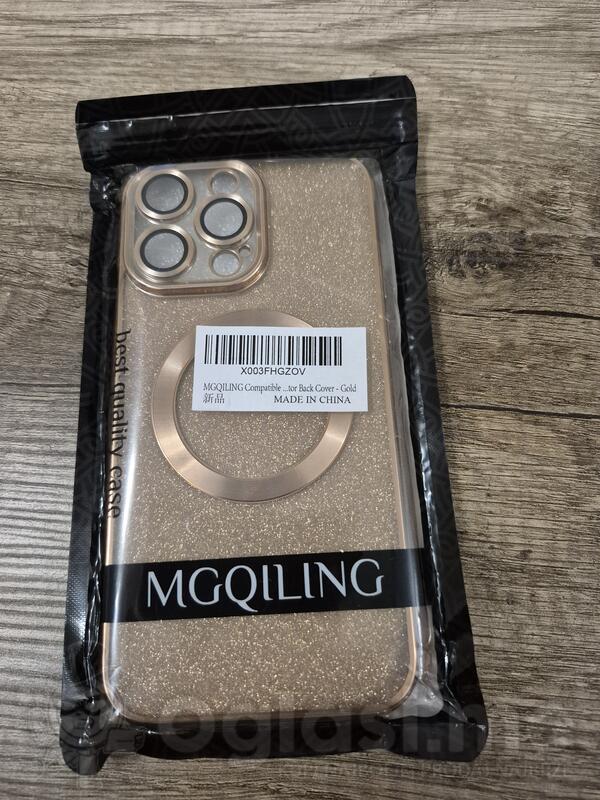 X003FHGZOV
MGQILING Compatible ...tor Back Cover - Gold
新品 MADE IN CHINA
best quality case
MGQILING